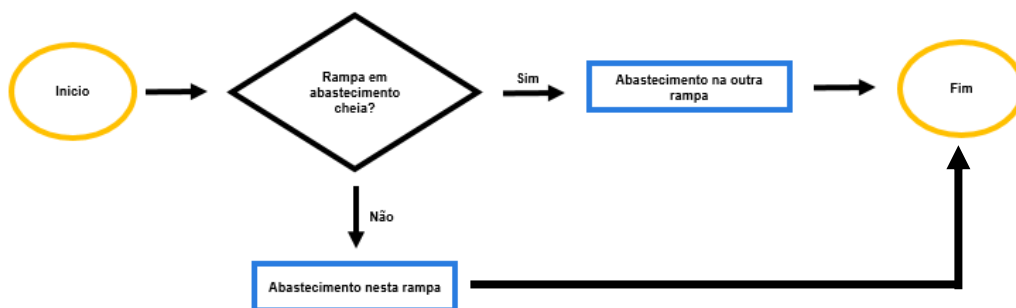 Inicio
Rampa em
abastecimento
cheia?
Sim
Abastecimento na outra
rampa
Fim
Não
Abastecimento nesta rampa